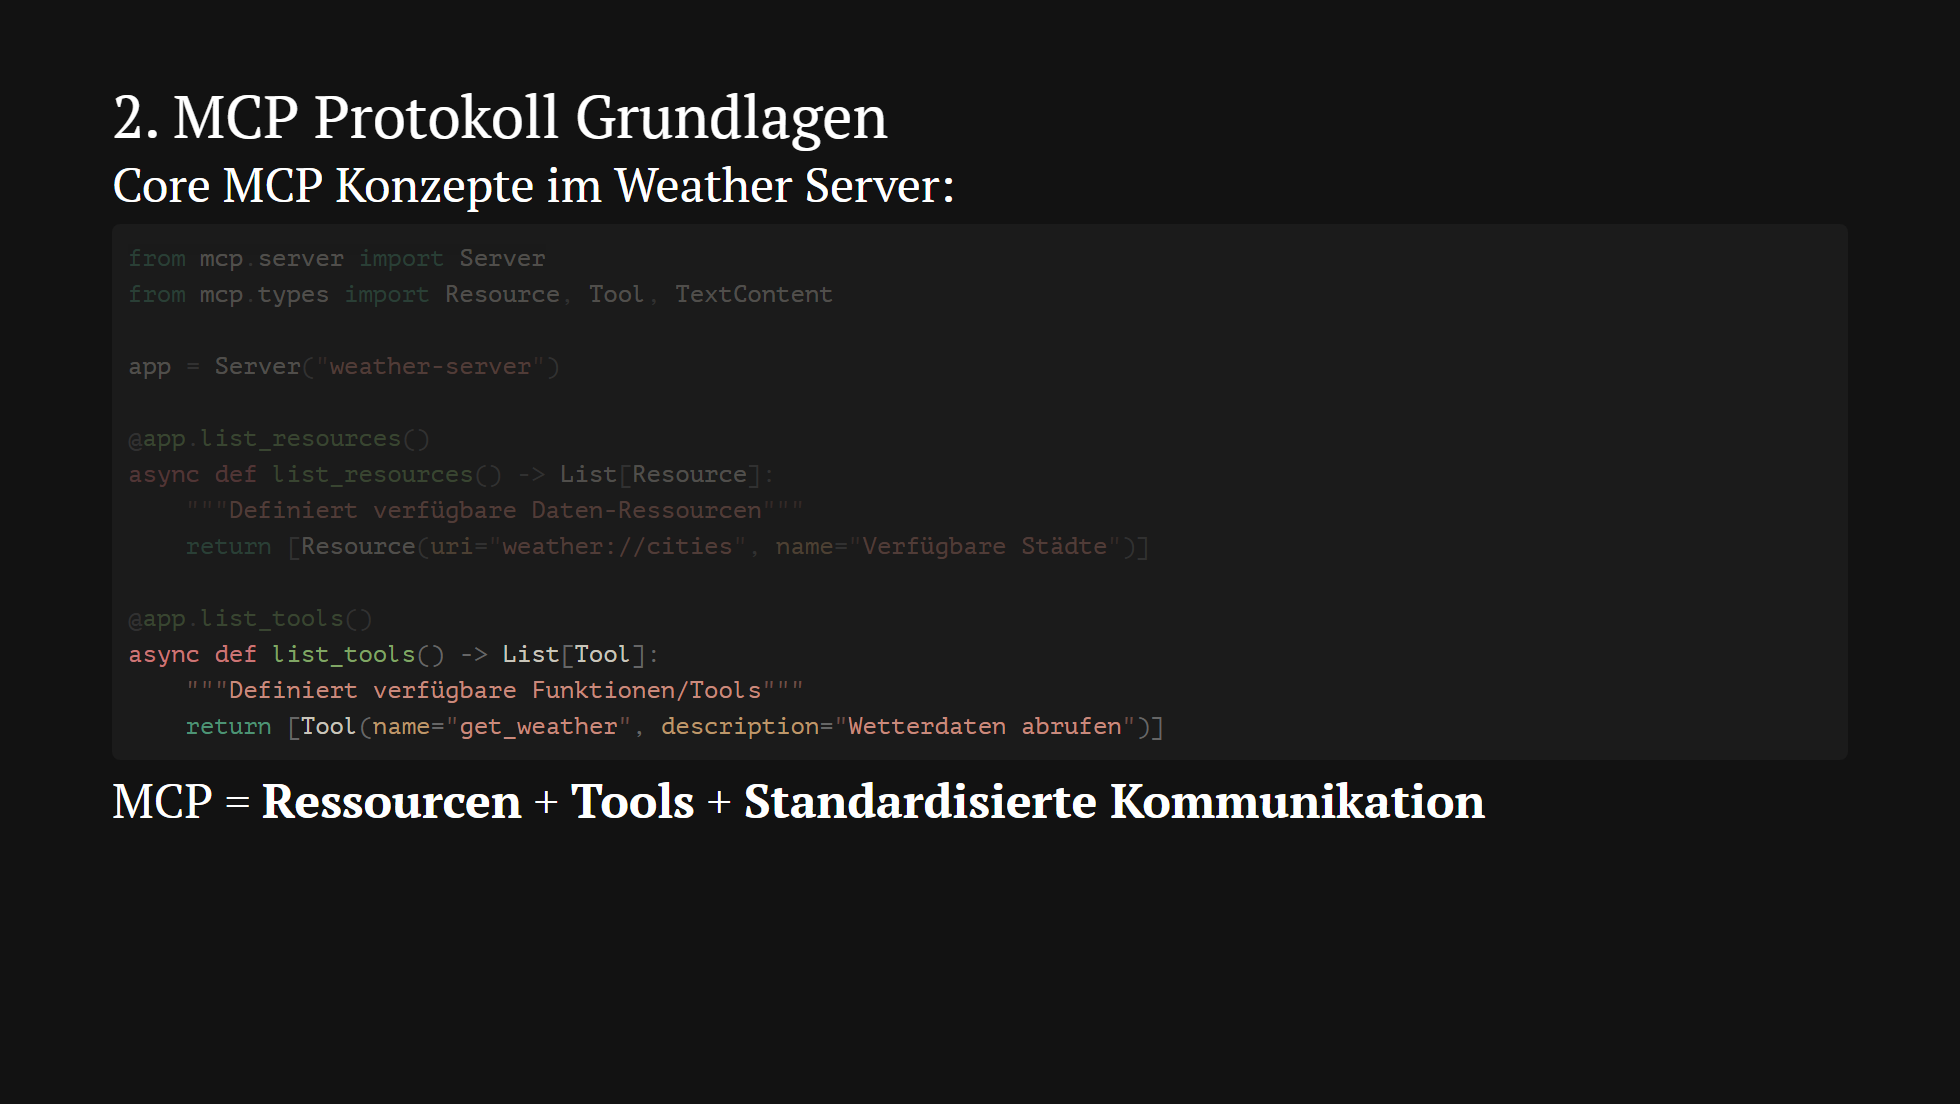 2. MCP Protokoll Grundlagen
Core MCP Konzepte im Weather Server:
from mcp.server import Server
from mcp.types import Resource, Tool, TextContent
app = Server("weather-server")
@app.list_resources()
async def list_resources() -> List[Resource]:
    """Definiert verfügbare Daten-Ressourcen"""
    return [Resource(uri="weather://cities", name="Verfügbare Städte")]
@app.list_tools()
async def list_tools() -> List[Tool]:
    """Definiert verfügbare Funktionen/Tools"""
    return [Tool(name="get_weather", description="Wetterdaten abrufen")]
MCP = Ressourcen + Tools + Standardisierte Kommunikation